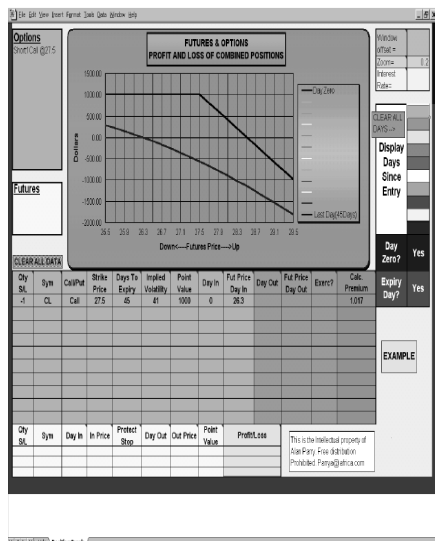 File Edit View Insert Format Tools Data Window Help
Options
Short1Call @27.5
FUTURES & OPTIONS
PROFIT AND LOSS OF COMBINED POSITIONS
Window
offset =
Zoom= 0.2
Interest
Rate=
1500.00
1000.00
500.00
0.00
-500.00
-1000.00
-1500.00
-2000.00
Dollars
25.5 25.9 26.3 26.7 27.1 27.5 27.9 28.3 28.7 29.1 29.5
Down<----Futures Price---->Up
Day Zero
Last Day(45Days)
CLEAR ALL
DAYS-->
Display
Days
Since
Entry
Futures
CLEAR ALL DATA
Day
Zero? Yes
Expiry
Day? Yes
Qty S/L Sym Call/Put Strike Price Days To Expiry Implied Volatility Point Value Day In Fut Price Day In Day Out Fut Price Day Out Exerc? Calc. Premium
-1 CL Call 27.5 45 41 1000 0 26.3 1.017
EXAMPLE
Qty S/L Sym Day In In Price Protect Stop Day Out Out Price Point Value Profit/Loss
This is the Intellectual property of
Alan Parry. Free distribution
Prohibited. Parrya@iafrica.com